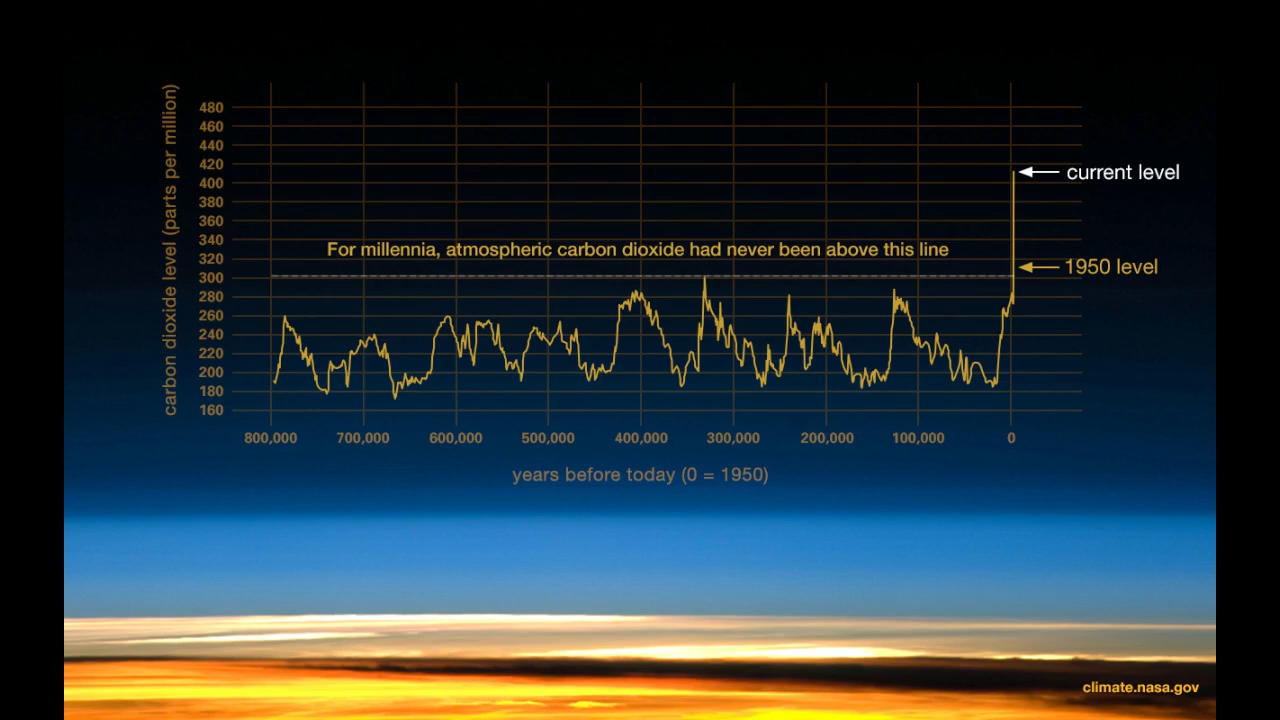 carbon dioxide level (parts per million)
480
460
440
420
400
380
360
340
320
300
280
260
240
220
200
180
160
current level
For millennia, atmospheric carbon dioxide had never been above this line
1950 level
800,000 700,000 600,000 500,000 400,000 300,000 200,000 100,000 0
years before today (0 = 1950)
climate.nasa.gov